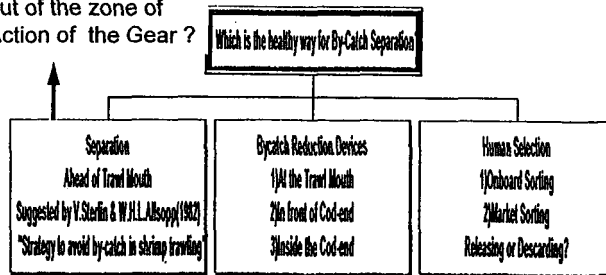 ut of the zone of
Action of the Gear ?
Which is the healthy way for By-Catch Separation
Separation
Ahead of Trawl Mouth
Suggested by V.Sterlin & W.H.L.Allsopp(1982)
"Strategy to avoid by-catch in shrimp trawling"
Bycatch Reduction Devices
1)At the Trawl Mouth
2)In front of Cod-end
3)Inside the Cod-end
Human Selection
1)Onboard Sorting
2)Market Sorting
Releasing or Descarding?